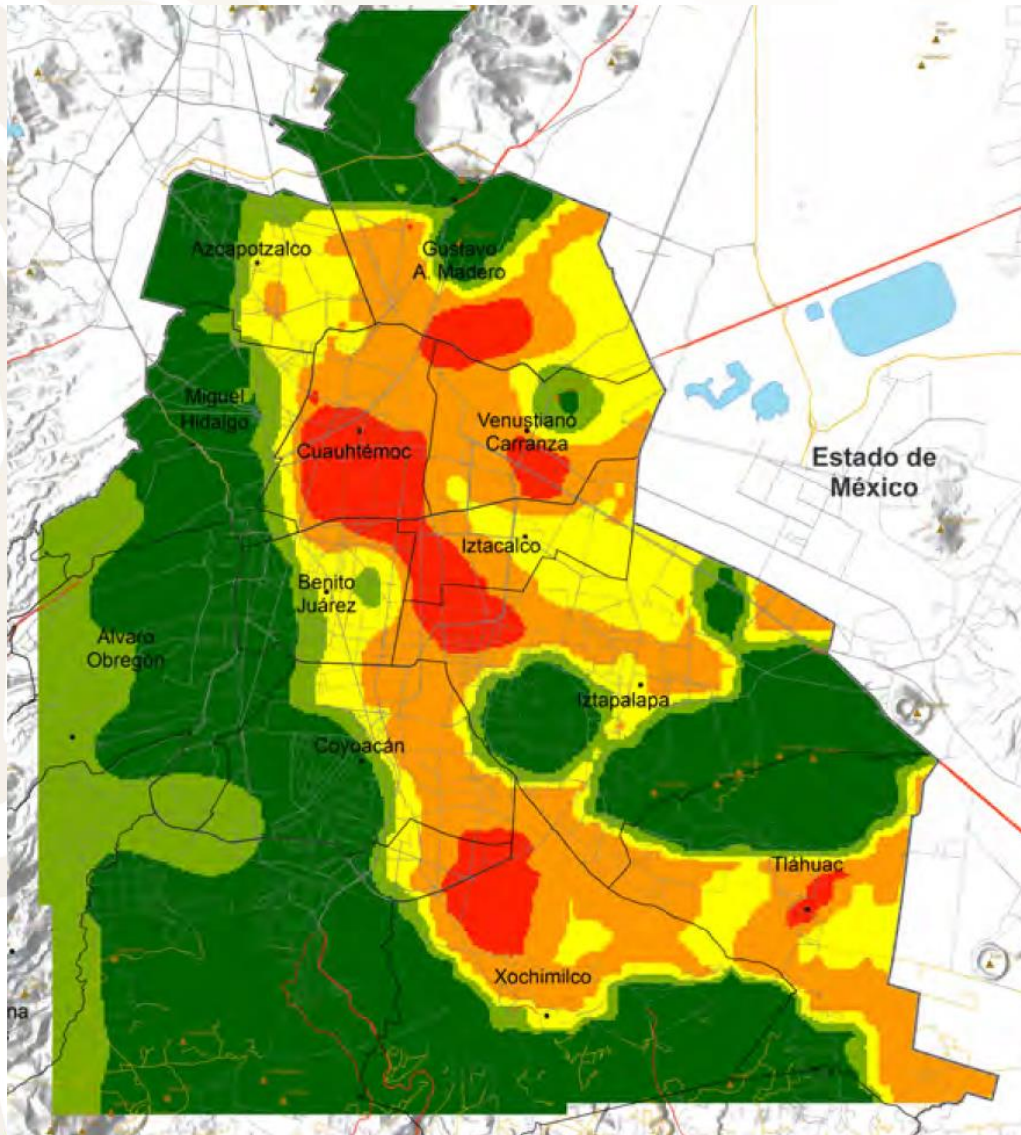 Azcapotzalco
Gustavo
A. Madero
Miguel
Hidalgo
Cuauhtémoc
Venustiano
Carranza
Estado de
México
Iztacalco
Benito
Juárez
Álvaro
Obregón
Iztapalapa
Coyoacán
Tláhuac
Xochimilco
na